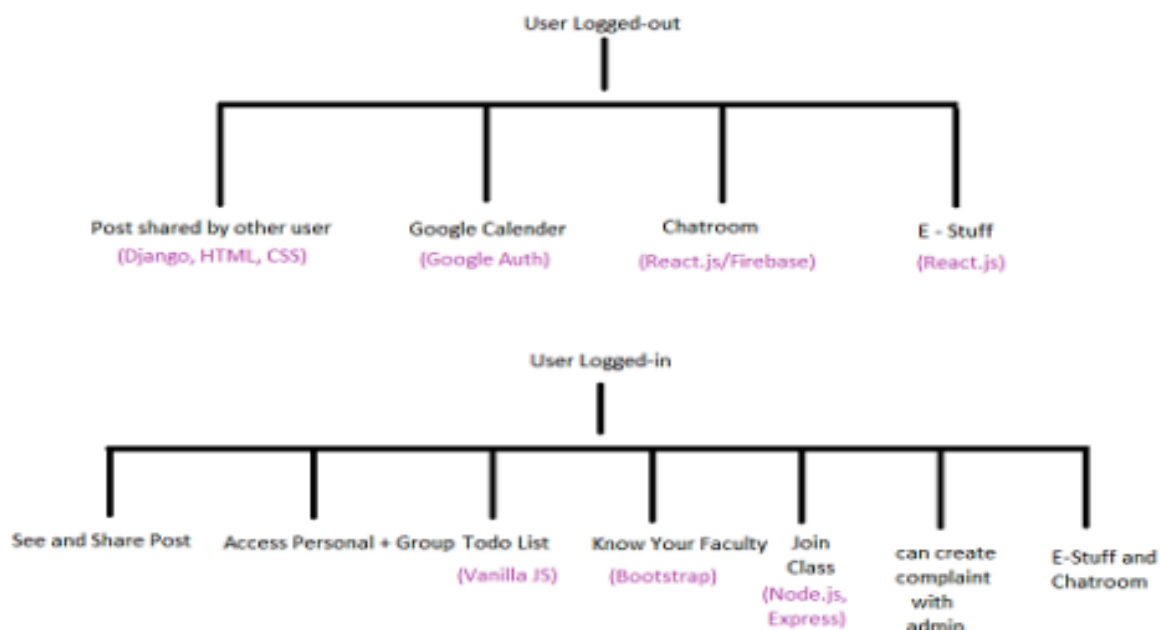 User Logged-out
Post shared by other user
(Django, HTML, CSS)
Google Calender
(Google Auth)
Chatroom
(React.js/Firebase)
E - Stuff
(React.js)
User Logged-in
See and Share Post
Access Personal + Group
Todo List
(Vanilla JS)
Know Your Faculty
(Bootstrap)
Join
Class
(Node.js,
Express)
can create
complaint
with
admin
E-Stuff and
Chatroom